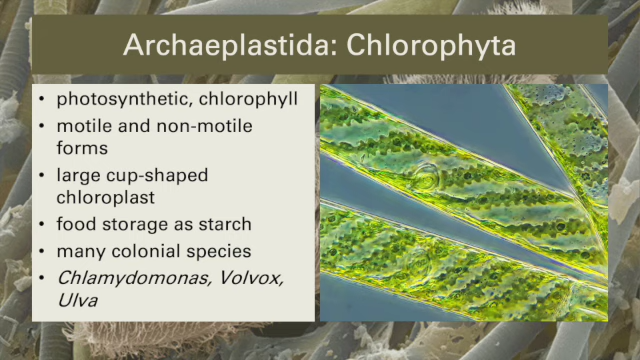 Archaeplastida: Chlorophyta
• photosynthetic, chlorophyll
• motile and non-motile
forms
• large cup-shaped
chloroplast
• food storage as starch
• many colonial species
• Chlamydomonas, Volvox,
Ulva